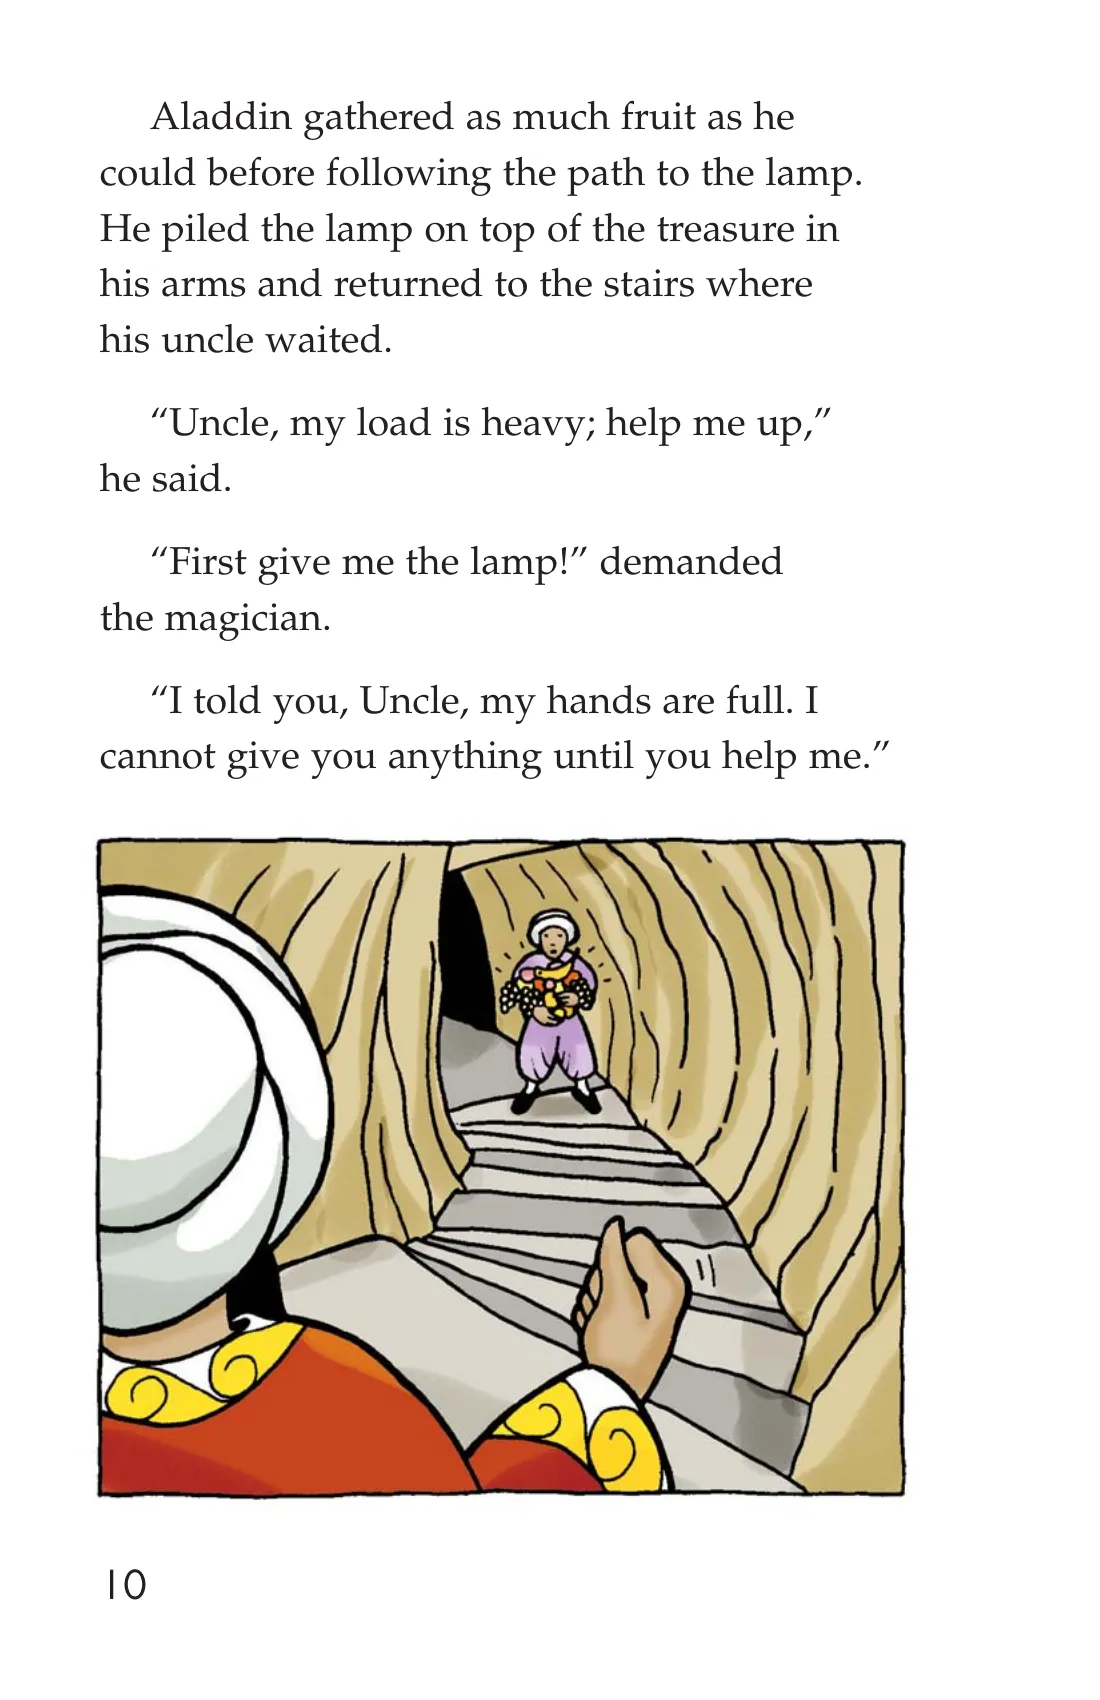 Aladdin gathered as much fruit as he
could before following the path to the lamp.
He piled the lamp on top of the treasure in
his arms and returned to the stairs where
his uncle waited.
“Uncle, my load is heavy; help me up,”
he said.
“First give me the lamp!” demanded
the magician.
“I told you, Uncle, my hands are full. I
cannot give you anything until you help me.”
10